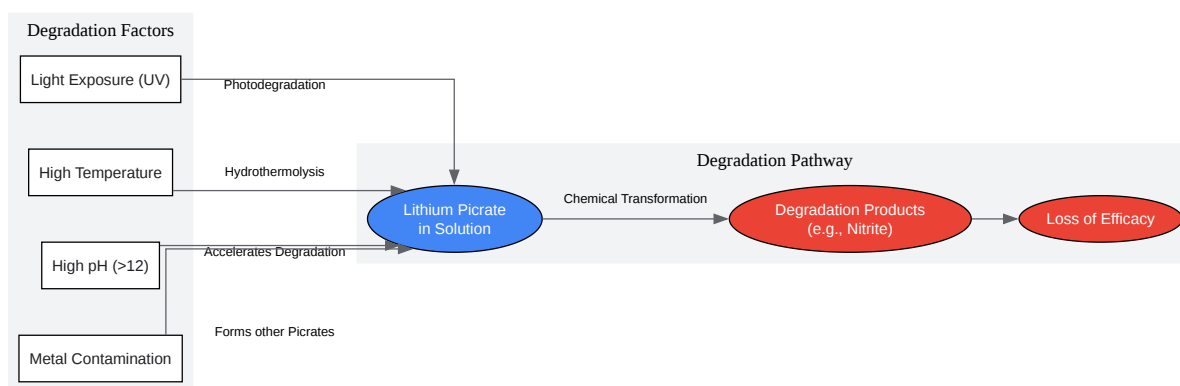 Degradation Factors
Light Exposure (UV)
Photodegradation
High Temperature
Hydrothermolysis
High pH (>12)
Accelerates Degradation
Metal Contamination
Forms other Picrates
Degradation Pathway
Lithium Picrate
in Solution
Chemical Transformation
Degradation Products
(e.g., Nitrite)
Loss of Efficacy